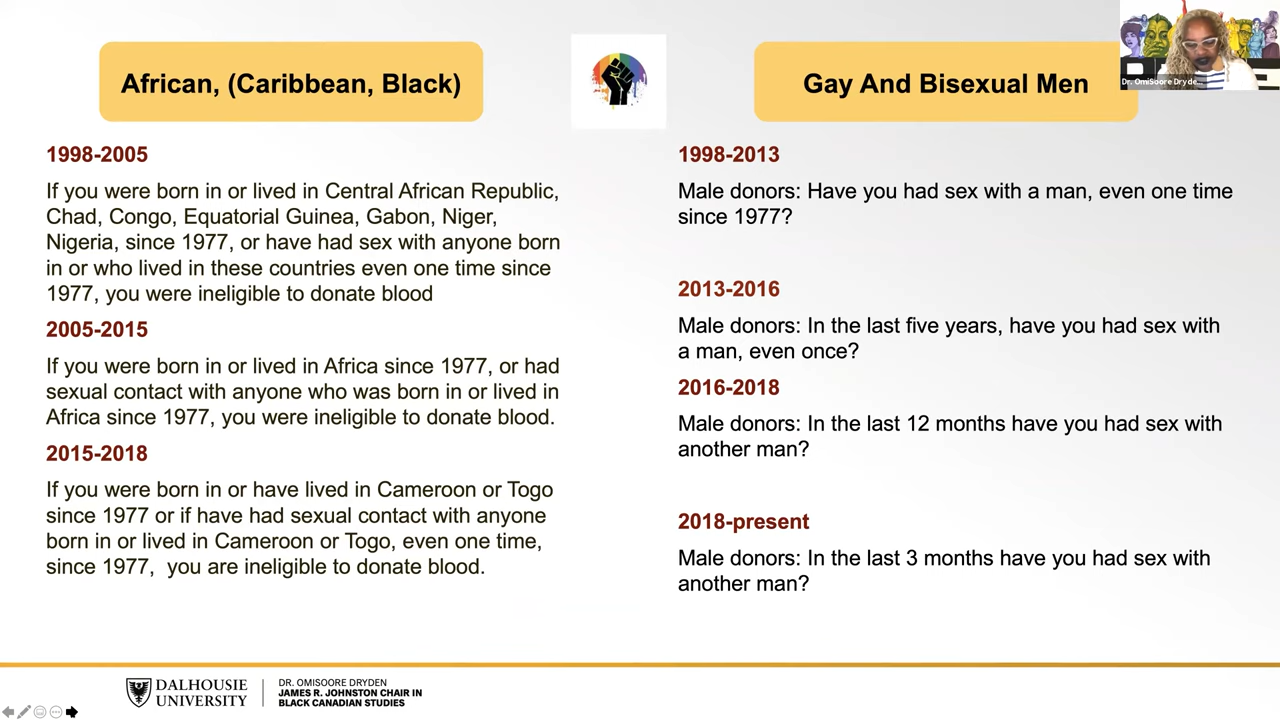 African, (Caribbean, Black)
1998-2005
If you were born in or lived in Central African Republic,
Chad, Congo, Equatorial Guinea, Gabon, Niger,
Nigeria, since 1977, or have had sex with anyone born
in or who lived in these countries even one time since
1977, you were ineligible to donate blood
2005-2015
If you were born in or lived in Africa since 1977, or had
sexual contact with anyone who was born in or lived in
Africa since 1977, you were ineligible to donate blood.
2015-2018
If you were born in or have lived in Cameroon or Togo
since 1977 or if have had sexual contact with anyone
born in or lived in Cameroon or Togo, even one time,
since 1977, you are ineligible to donate blood.
Gay And Bisexual Men
1998-2013
Male donors: Have you had sex with a man, even one time
since 1977?
2013-2016
Male donors: In the last five years, have you had sex with
a man, even once?
2016-2018
Male donors: In the last 12 months have you had sex with
another man?
2018-present
Male donors: In the last 3 months have you had sex with
another man?
Dr. OmiSoore Dryde...
DALHOUSIE
UNIVERSITY
DR. OMISOORE DRYDEN
JAMES R. JOHNSTON CHAIR IN
BLACK CANADIAN STUDIES